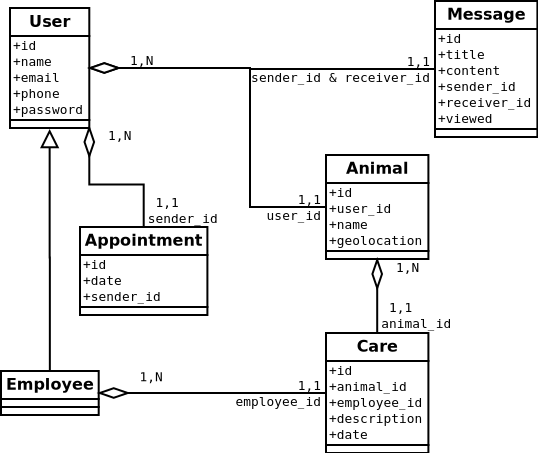 User
+id
+name
+email
+phone
+password
1,N
1,1
sender_id & receiver_id
Message
+id
+title
+content
+sender_id
+receiver_id
+viewed
1,N
1,1
sender_id
Appointment
+id
+date
+sender_id
1,1
user_id
Animal
+id
+user_id
+name
+geolocation
1,N
1,1
animal_id
Employee
1,N
1,1
employee_id
Care
+id
+animal_id
+employee_id
+description
+date